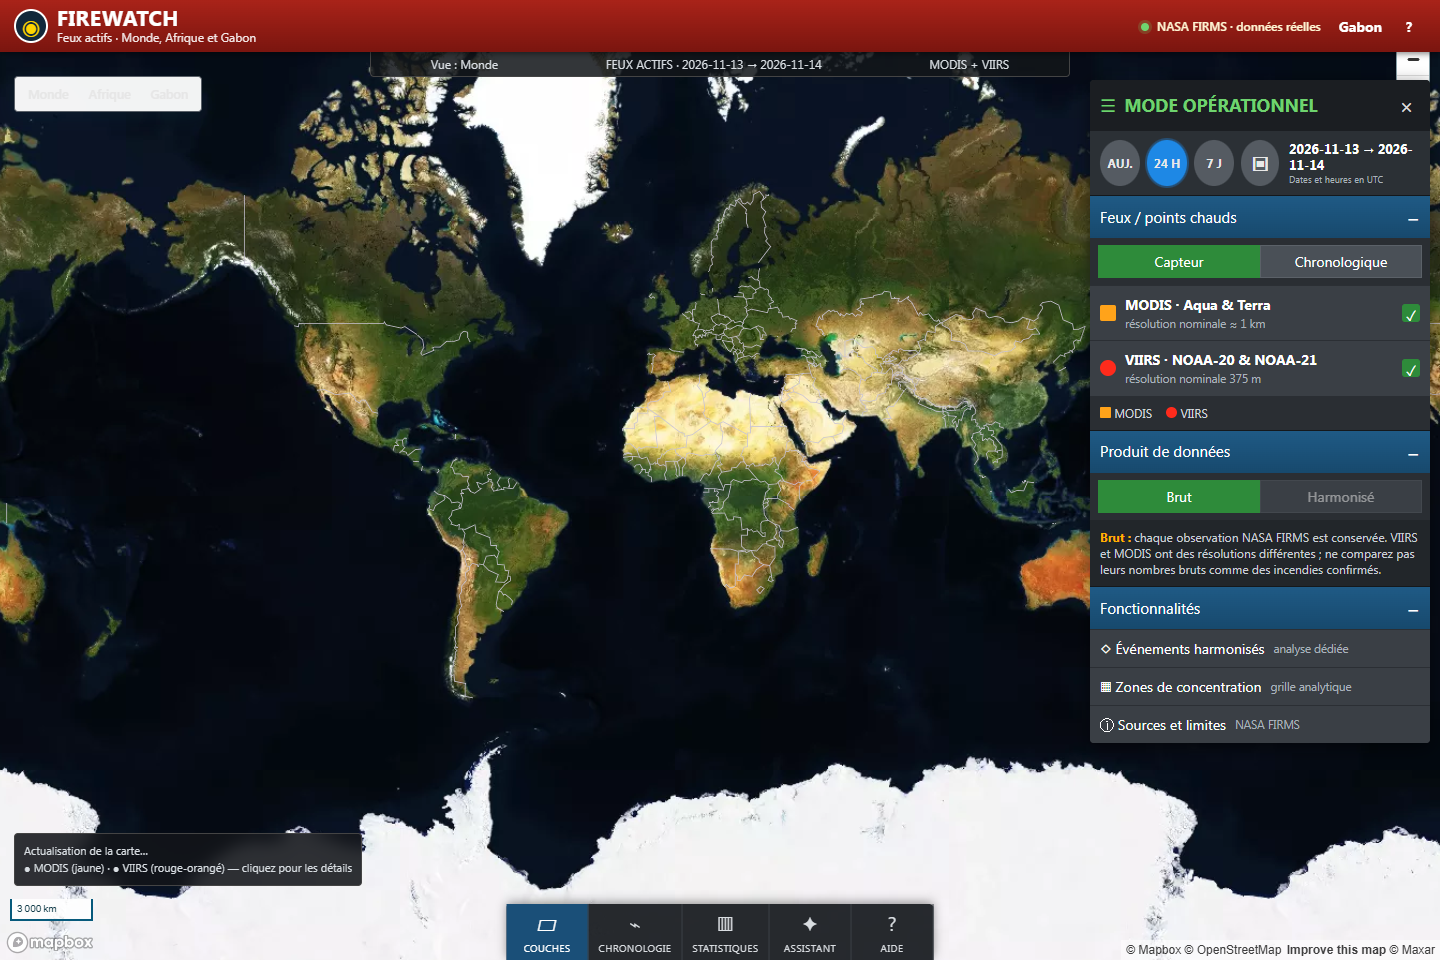 FIREWATCH
Feux actifs · Monde, Afrique et Gabon
NASA FIRMS · données réelles
Gabon
?
Vue : Monde
FEUX ACTIFS · 2026-11-13 → 2026-11-14
MODIS + VIIRS
Monde
Afrique
Gabon
MODE OPÉRATIONNEL
AUJ.
24 H
7 J
2026-11-13 → 2026-
11-14
Dates et heures en UTC
Feux / points chauds
Capteur
Chronologique
MODIS · Aqua & Terra
résolution nominale ≈ 1 km
VIIRS · NOAA-20 & NOAA-21
résolution nominale 375 m
MODIS
VIIRS
Produit de données
Brut
Harmonisé
Brut : chaque observation NASA FIRMS est conservée. VIIRS
et MODIS ont des résolutions différentes ; ne comparez pas
leurs nombres bruts comme des incendies confirmés.
Fonctionnalités
Événements harmonisés analyse dédiée
Zones de concentration grille analytique
Sources et limites NASA FIRMS
Actualisation de la carte...
● MODIS (jaune) · ● VIIRS (rouge-orangé) — cliquez pour les détails
3 000 km
mapbox
COUCHES
CHRONOLOGIE
STATISTIQUES
ASSISTANT
?
AIDE
© Mapbox © OpenStreetMap Improve this map © Maxar